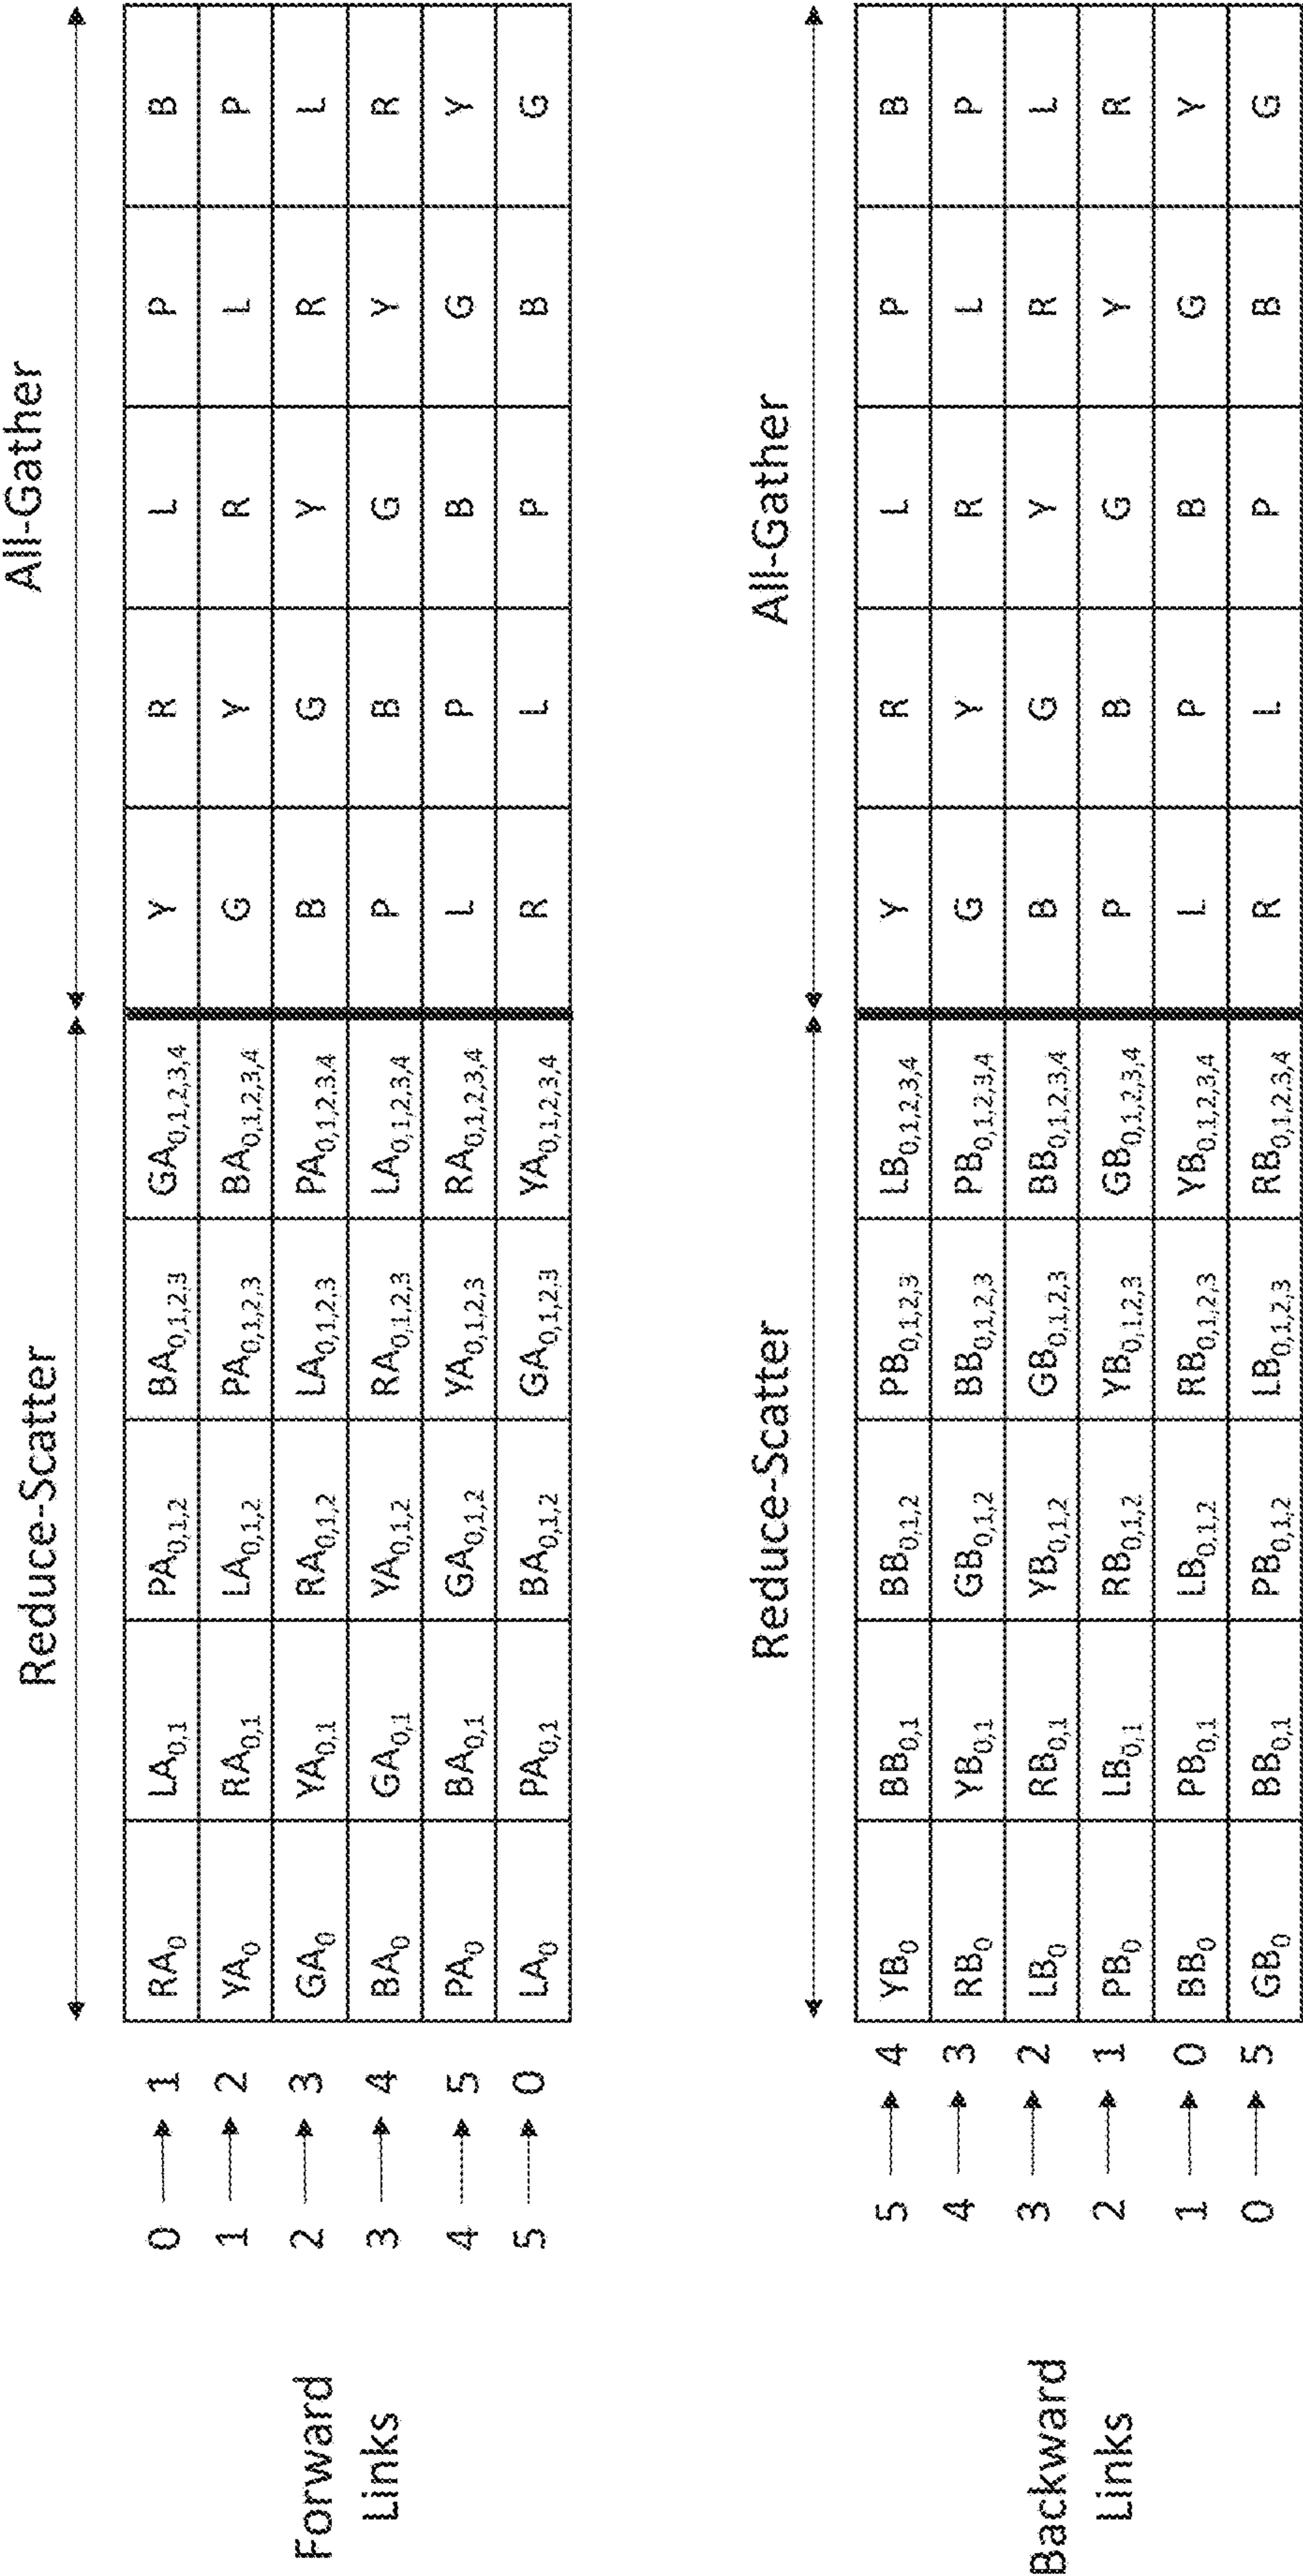 Reduce-Scatter All-Gather
Forward
Links
0 → 1 RA0 LA0,1 PA0,1,2 BA0,1,2,3 GA0,1,2,3,4 Y R L P B
1 → 2 YA0 RA0,1 LA0,1,2 PA0,1,2,3 BA0,1,2,3,4 G Y R L P
2 → 3 GA0 YA0,1 RA0,1,2 LA0,1,2,3 PA0,1,2,3,4 B G Y R L
3 → 4 BA0 GA0,1 YA0,1,2 RA0,1,2,3 LA0,1,2,3,4 P B G Y R
4 → 5 PA0 BA0,1 GA0,1,2 YA0,1,2,3 RA0,1,2,3,4 L P B G Y
5 → 0 LA0 PA0,1 BA0,1,2 GA0,1,2,3 YA0,1,2,3,4 R L P B G
Reduce-Scatter All-Gather
Backward
Links
5 → 4 YB0 BB0,1 BB0,1,2 PB0,1,2,3 LB0,1,2,3,4 Y R L P B
4 → 3 RB0 YB0,1 GB0,1,2 BB0,1,2,3 PB0,1,2,3,4 G Y R L P
3 → 2 LB0 RB0,1 YB0,1,2 GB0,1,2,3 BB0,1,2,3,4 B G Y R L
2 → 1 PB0 LB0,1 RB0,1,2 YB0,1,2,3 GB0,1,2,3,4 P B G Y R
1 → 0 BB0 PB0,1 LB0,1,2 RB0,1,2,3 YB0,1,2,3,4 L P B G Y
0 → 5 GB0 BB0,1 PB0,1,2 LB0,1,2,3 RB0,1,2,3,4 R L P B G